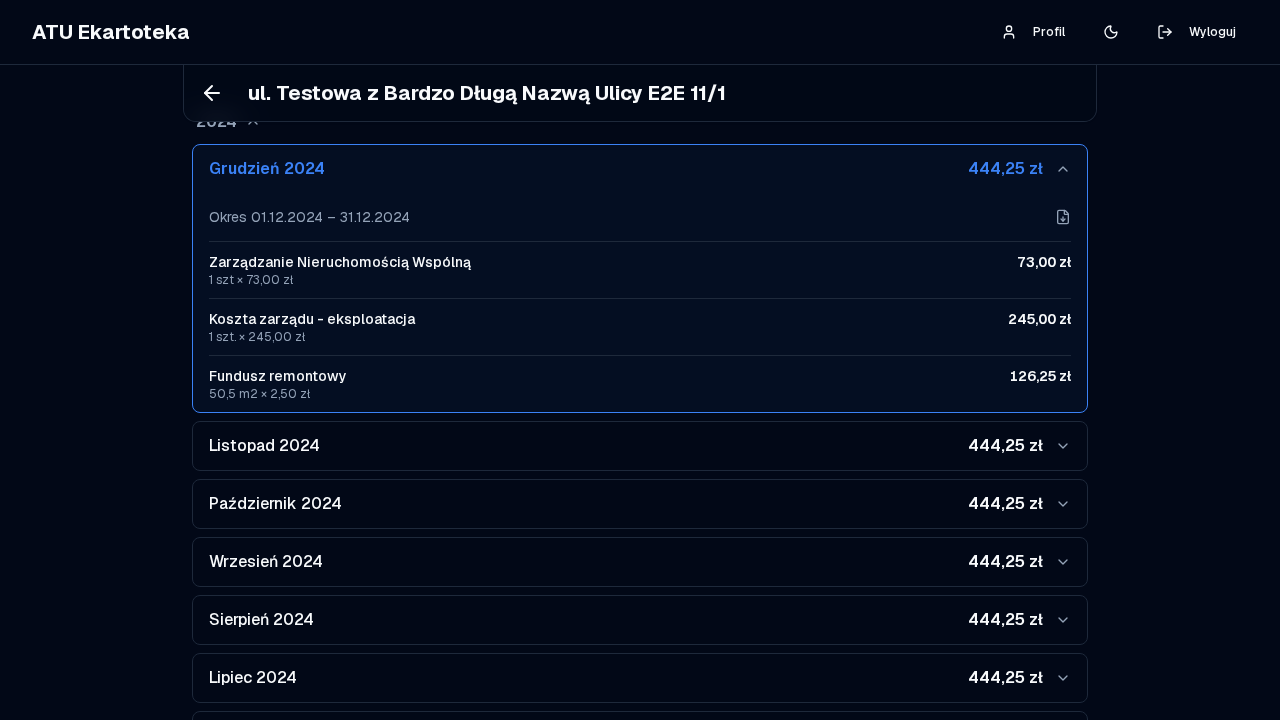 ATU Ekartoteka
Profil
Wyloguj
ul. Testowa z Bardzo Długą Nazwą Ulicy E2E 11/1
2024
Grudzień 2024 444,25 zł
Okres 01.12.2024 – 31.12.2024
Zarządzanie Nieruchomością Wspólną 73,00 zł
1 szt × 73,00 zł
Koszta zarządu - eksploatacja 245,00 zł
1 szt. × 245,00 zł
Fundusz remontowy 126,25 zł
50,5 m2 × 2,50 zł
Listopad 2024 444,25 zł
Październik 2024 444,25 zł
Wrzesień 2024 444,25 zł
Sierpień 2024 444,25 zł
Lipiec 2024 444,25 zł